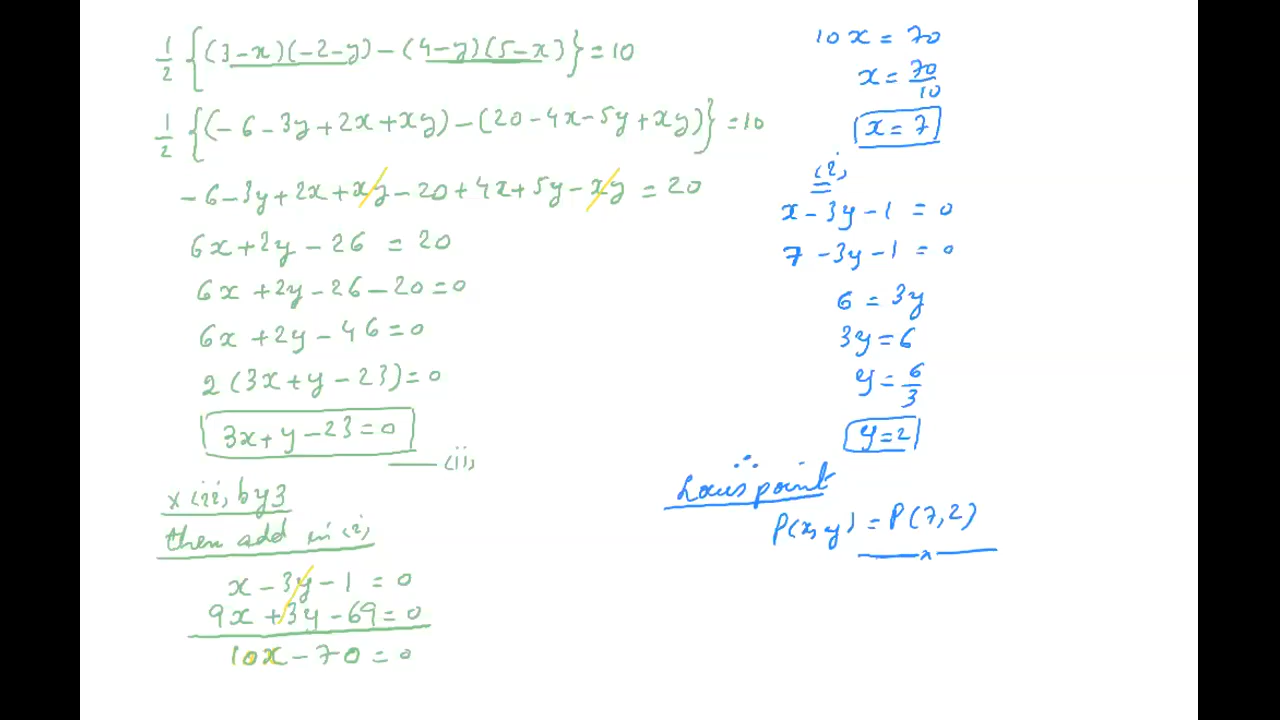 1/2 {(3-x)(-2-y) - (4-y)(5-x)} = 10
1/2 {(-6-3y+2x+xy) - (20-4x-5y+xy)} = 10
-6-3y+2x+xy-20+4x+5y-xy = 20
6x+2y-26 = 20
6x+2y-26-20=0
6x+2y-46=0
2(3x+y-23)=0
3x+y-23=0
—— (ii)
x (ii) by 3
then add in (i)
x-3y-1 = 0
9x+3y-69=0
10x-70=0
10x = 70
x = 70/10
x = 7
(i)
x-3y-1 = 0
7-3y-1 = 0
6 = 3y
3y = 6
y = 6/3
y = 2
∴
Locus point
P(x,y) = P(7,2)